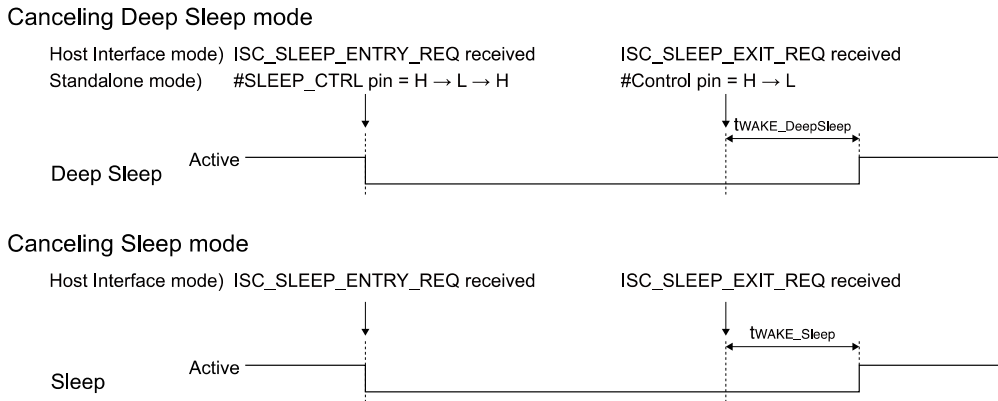 Canceling Deep Sleep mode
Host Interface mode) ISC_SLEEP_ENTRY_REQ received ISC_SLEEP_EXIT_REQ received
Standalone mode) #SLEEP_CTRL pin = H → L → H #Control pin = H → L
tWAKE_DeepSleep
Active
Deep Sleep
Canceling Sleep mode
Host Interface mode) ISC_SLEEP_ENTRY_REQ received ISC_SLEEP_EXIT_REQ received
tWAKE_Sleep
Active
Sleep